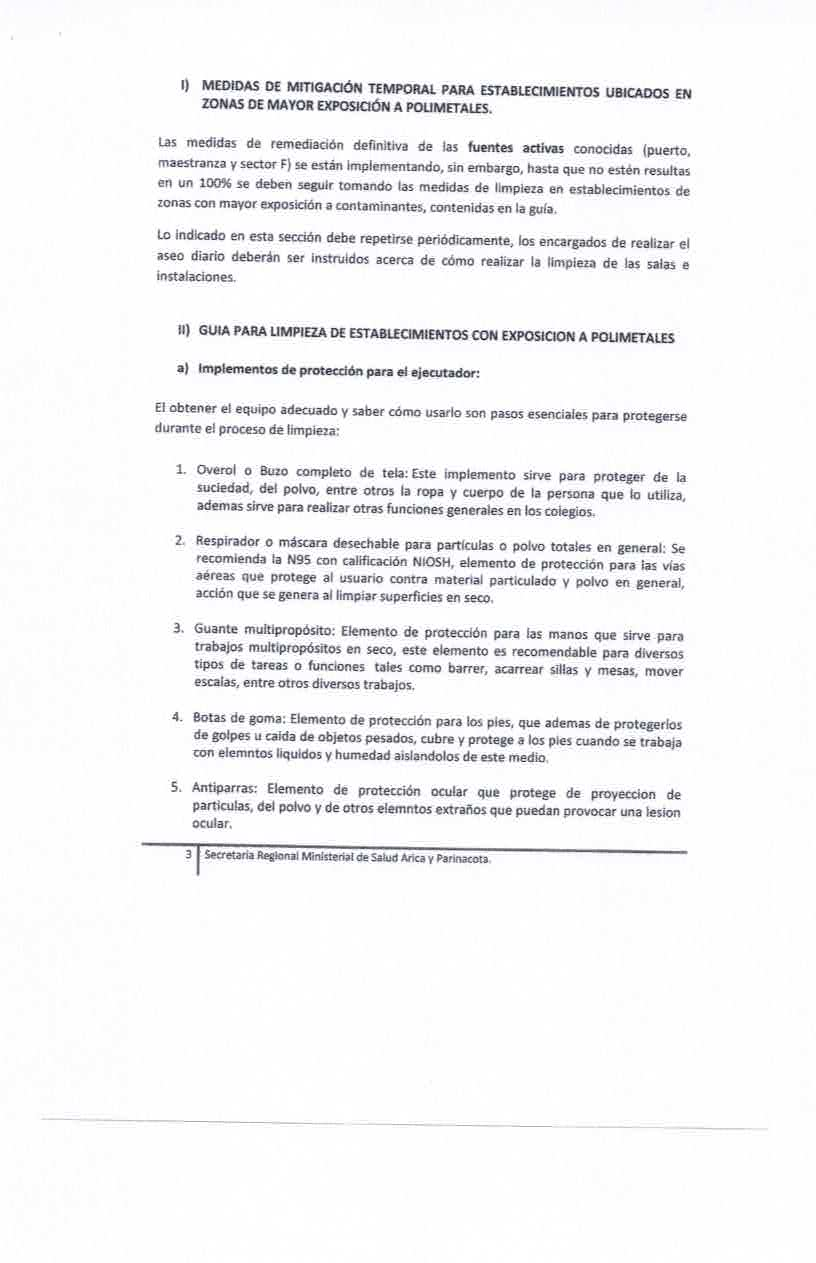 I) MEDIDAS DE MITIGACIÓN TEMPORAL PARA ESTABLECIMIENTOS UBICADOS EN
ZONAS DE MAYOR EXPOSICIÓN A POLIMETALES.
Las medidas de remediación definitiva de las fuentes activas conocidas (puerto,
maestranza y sector F) se están implementando, sin embargo, hasta que no estén resultas
en un 100% se deben seguir tomando las medidas de limpieza en establecimientos de
zonas con mayor exposición a contaminantes, contenidas en la guía.
Lo indicado en esta sección debe repetirse periódicamente, los encargados de realizar el
aseo diario deberán ser instruidos acerca de cómo realizar la limpieza de las salas e
instalaciones.
II) GUIA PARA LIMPIEZA DE ESTABLECIMIENTOS CON EXPOSICION A POLIMETALES
a) Implementos de protección para el ejecutador:
El obtener el equipo adecuado y saber cómo usarlo son pasos esenciales para protegerse
durante el proceso de limpieza:
1. Overol o Buzo completo de tela: Este implemento sirve para proteger de la
suciedad, del polvo, entre otros la ropa y cuerpo de la persona que lo utiliza,
ademas sirve para realizar otras funciones generales en los colegios.
2. Respirador o máscara desechable para partículas o polvo totales en general: Se
recomienda la N95 con calificación NIOSH, elemento de protección para las vías
aéreas que protege al usuario contra material particulado y polvo en general,
acción que se genera al limpiar superficies en seco.
3. Guante multipropósito: Elemento de protección para las manos que sirve para
trabajos multipropósitos en seco, este elemento es recomendable para diversos
tipos de tareas o funciones tales como barrer, acarrear sillas y mesas, mover
escalas, entre otros diversos trabajos.
4. Botas de goma: Elemento de protección para los pies, que ademas de protegerlos
de golpes u caida de objetos pesados, cubre y protege a los pies cuando se trabaja
con elemntos liquidos y humedad aislandolos de este medio.
5. Antiparras: Elemento de protección ocular que protege de proyeccion de
particulas, del polvo y de otros elemntos extraños que puedan provocar una lesion
ocular.
3 Secretaría Regional Ministerial de Salud Arica y Parinacota.